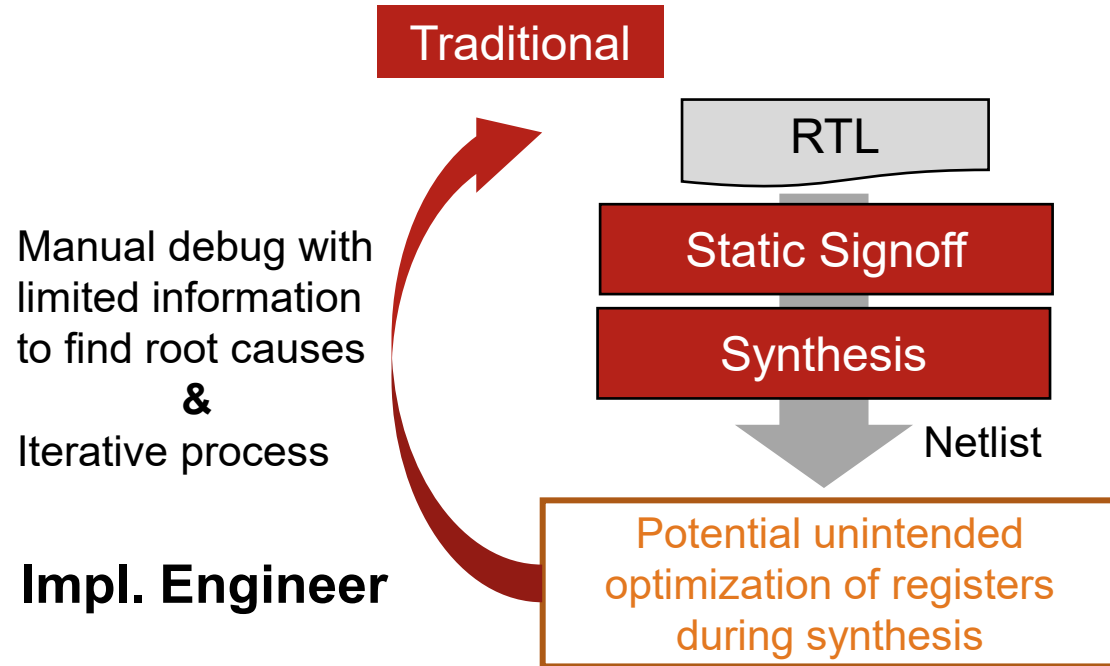 Traditional
RTL
Static Signoff
Synthesis
Netlist
Potential unintended
optimization of registers
during synthesis
Manual debug with
limited information
to find root causes
&
Iterative process
Impl. Engineer